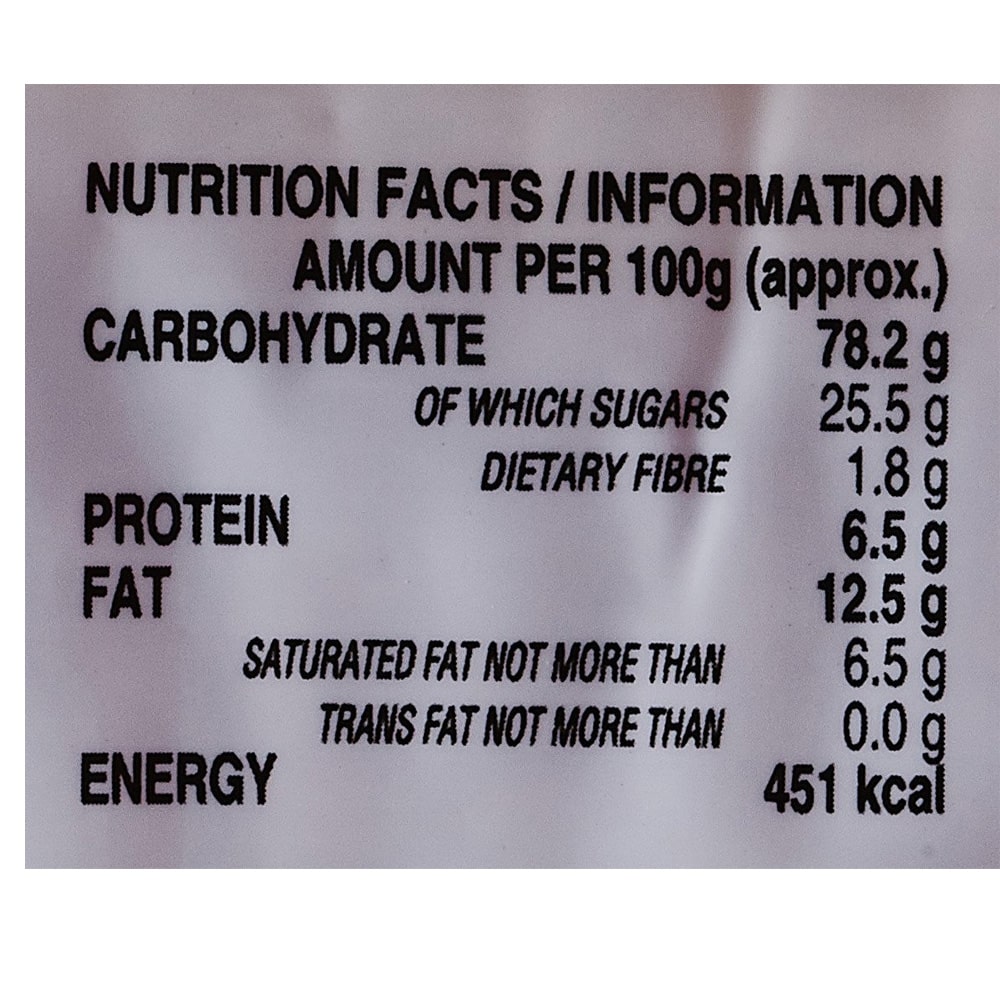 NUTRITION FACTS / INFORMATION
AMOUNT PER 100g (approx.)
CARBOHYDRATE 78.2 g
OF WHICH SUGARS 25.5 g
DIETARY FIBRE 1.8 g
PROTEIN 6.5 g
FAT 12.5 g
SATURATED FAT NOT MORE THAN 6.5 g
TRANS FAT NOT MORE THAN 0.0 g
ENERGY 451 kcal